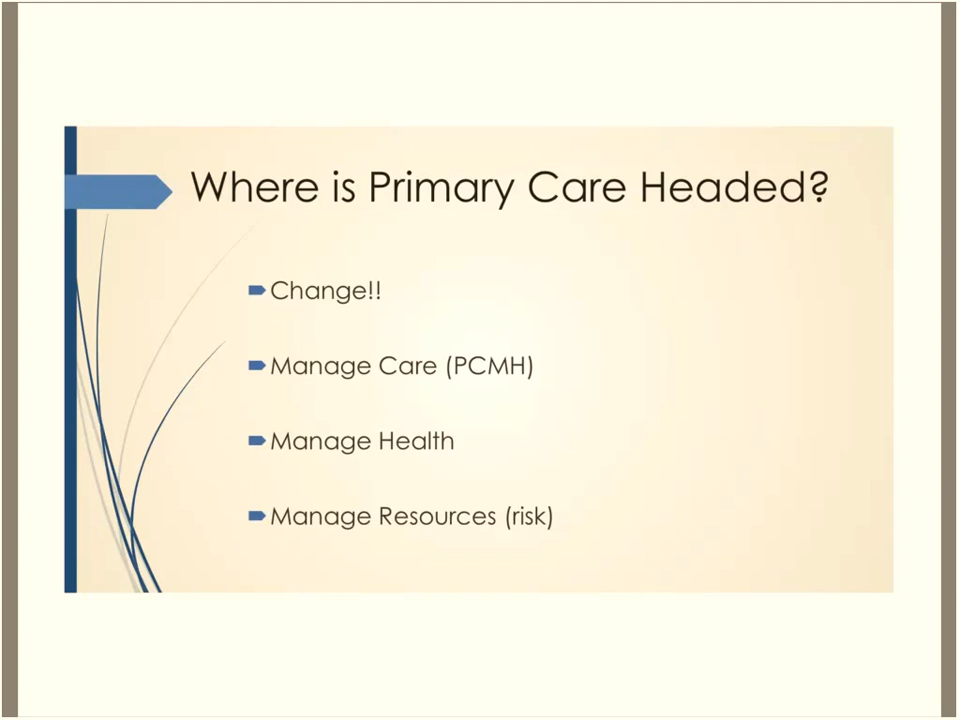 Where is Primary Care Headed?
Change!!
Manage Care (PCMH)
Manage Health
Manage Resources (risk)